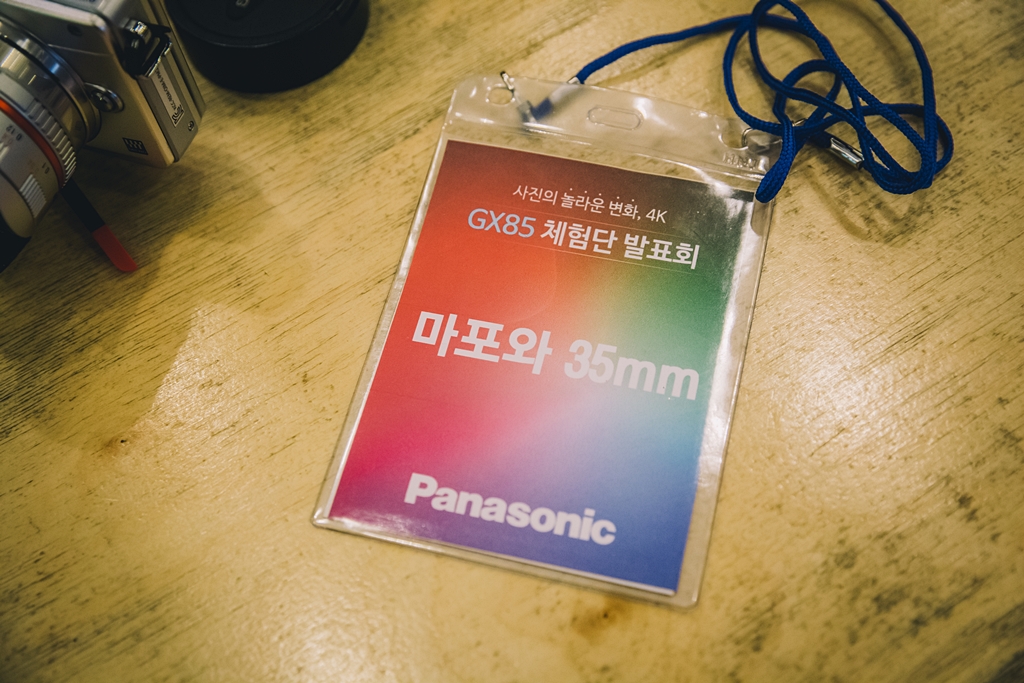 사진의 놀라운 변화, 4K
GX85 체험단 발표회
마포와 35mm
Panasonic